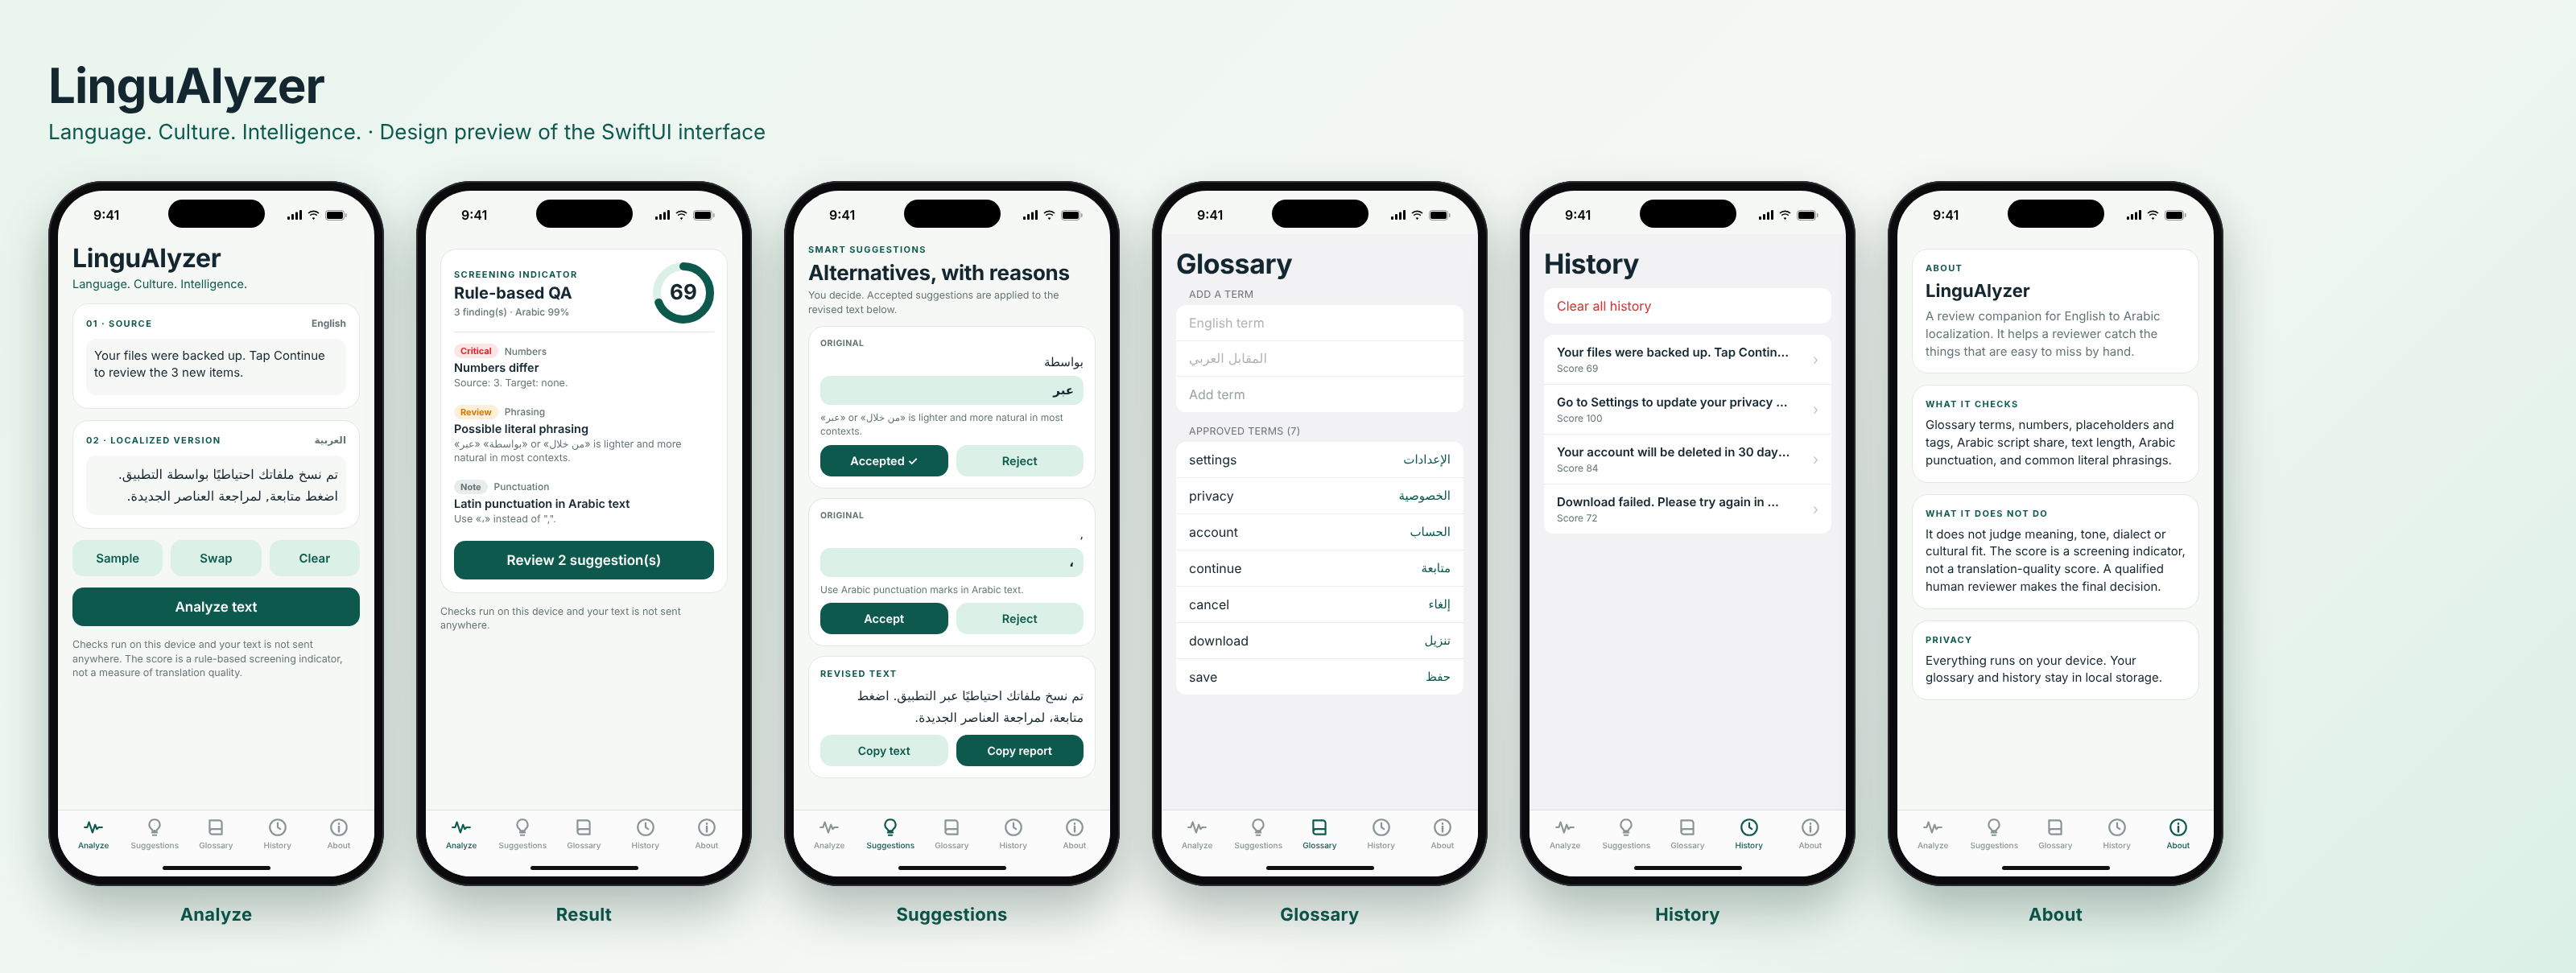 LinguAlyzer
Language. Culture. Intelligence. · Design preview of the SwiftUI interface
9:41
LinguAlyzer
Language. Culture. Intelligence.
01 · SOURCE
English
Your files were backed up. Tap Continue
to review the 3 new items.
02 · LOCALIZED VERSION
العربية
تم نسخ ملفاتك احتياطيًا بواسطة التطبيق.
اضغط متابعة, لمراجعة العناصر الجديدة.
Sample
Swap
Clear
Analyze text
Checks run on this device and your text is not sent
anywhere. The score is a rule-based screening indicator,
not a measure of translation quality.
Analyze
Suggestions
Glossary
History
About
Analyze
9:41
SCREENING INDICATOR
Rule-based QA
3 finding(s) · Arabic 99%
69
Critical
Numbers
Numbers differ
Source: 3. Target: none.
Review
Phrasing
Possible literal phrasing
«بواسطة» «عبر» or «من خلال» is lighter and more
natural in most contexts.
Note
Punctuation
Latin punctuation in Arabic text
Use «،» instead of ",".
Review 2 suggestion(s)
Checks run on this device and your text is not sent
anywhere.
Analyze
Suggestions
Glossary
History
About
Result
9:41
SMART SUGGESTIONS
Alternatives, with reasons
You decide. Accepted suggestions are applied to the
revised text below.
ORIGINAL
بواسطة
عبر
«عبر» or «من خلال» is lighter and more natural in most
contexts.
Accepted ✓
Reject
ORIGINAL
,
،
Use Arabic punctuation marks in Arabic text.
Accept
Reject
REVISED TEXT
تم نسخ ملفاتك احتياطيًا عبر التطبيق. اضغط
متابعة، لمراجعة العناصر الجديدة.
Copy text
Copy report
Analyze
Suggestions
Glossary
History
About
Suggestions
9:41
Glossary
ADD A TERM
English term
المقابل العربي
Add term
APPROVED TERMS (7)
settings
الإعدادات
privacy
الخصوصية
account
الحساب
continue
متابعة
cancel
إلغاء
download
تنزيل
save
حفظ
Analyze
Suggestions
Glossary
History
About
Glossary
9:41
History
Clear all history
Your files were backed up. Tap Contin...
Score 69
Go to Settings to update your privacy ...
Score 100
Your account will be deleted in 30 day...
Score 84
Download failed. Please try again in ...
Score 72
Analyze
Suggestions
Glossary
History
About
History
9:41
ABOUT
LinguAlyzer
A review companion for English to Arabic
localization. It helps a reviewer catch the
things that are easy to miss by hand.
WHAT IT CHECKS
Glossary terms, numbers, placeholders and
tags, Arabic script share, text length, Arabic
punctuation, and common literal phrasings.
WHAT IT DOES NOT DO
It does not judge meaning, tone, dialect or
cultural fit. The score is a screening indicator,
not a translation-quality score. A qualified
human reviewer makes the final decision.
PRIVACY
Everything runs on your device. Your
glossary and history stay in local storage.
Analyze
Suggestions
Glossary
History
About
About